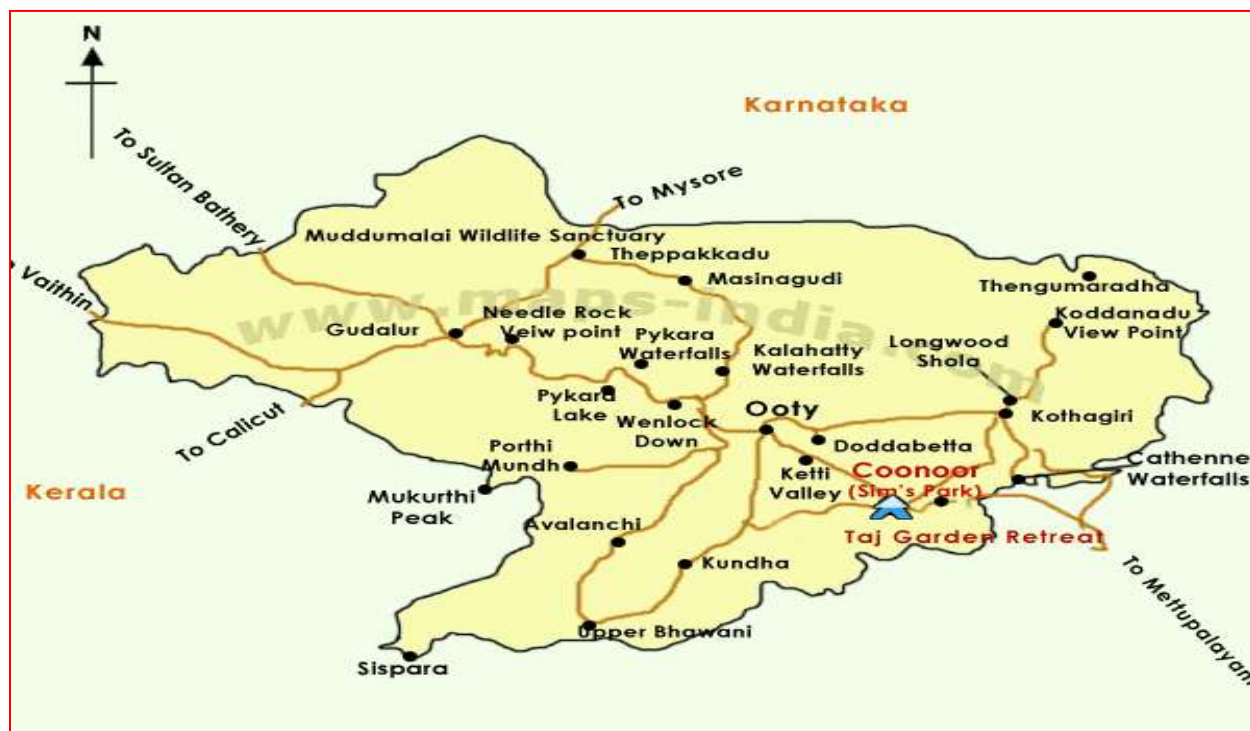 N
Karnataka
To Sultan Bathery
To Mysore
Muddumalai Wildlife Sanctuary
Theppakkadu
Masinagudi
Thengumaradha
Vaithin
www.maps-india.com
Gudalur
Needle Rock
Veiw point
Pykara
Waterfalls
Kalahatty
Waterfalls
Longwood
Shola
Koddanadu
View Point
Pykara
Lake
Wenlock
Down
Ooty
Kothagiri
To Calicut
Porthi
Mundh
Doddabetta
Ketti
Valley
Coonoor
(Sim's Park)
Cathenne
Waterfalls
Kerala
Mukurthi
Peak
Avalanchi
Taj Garden Retreat
Kundha
To Mettupalayam
Upper Bhawani
Sispara